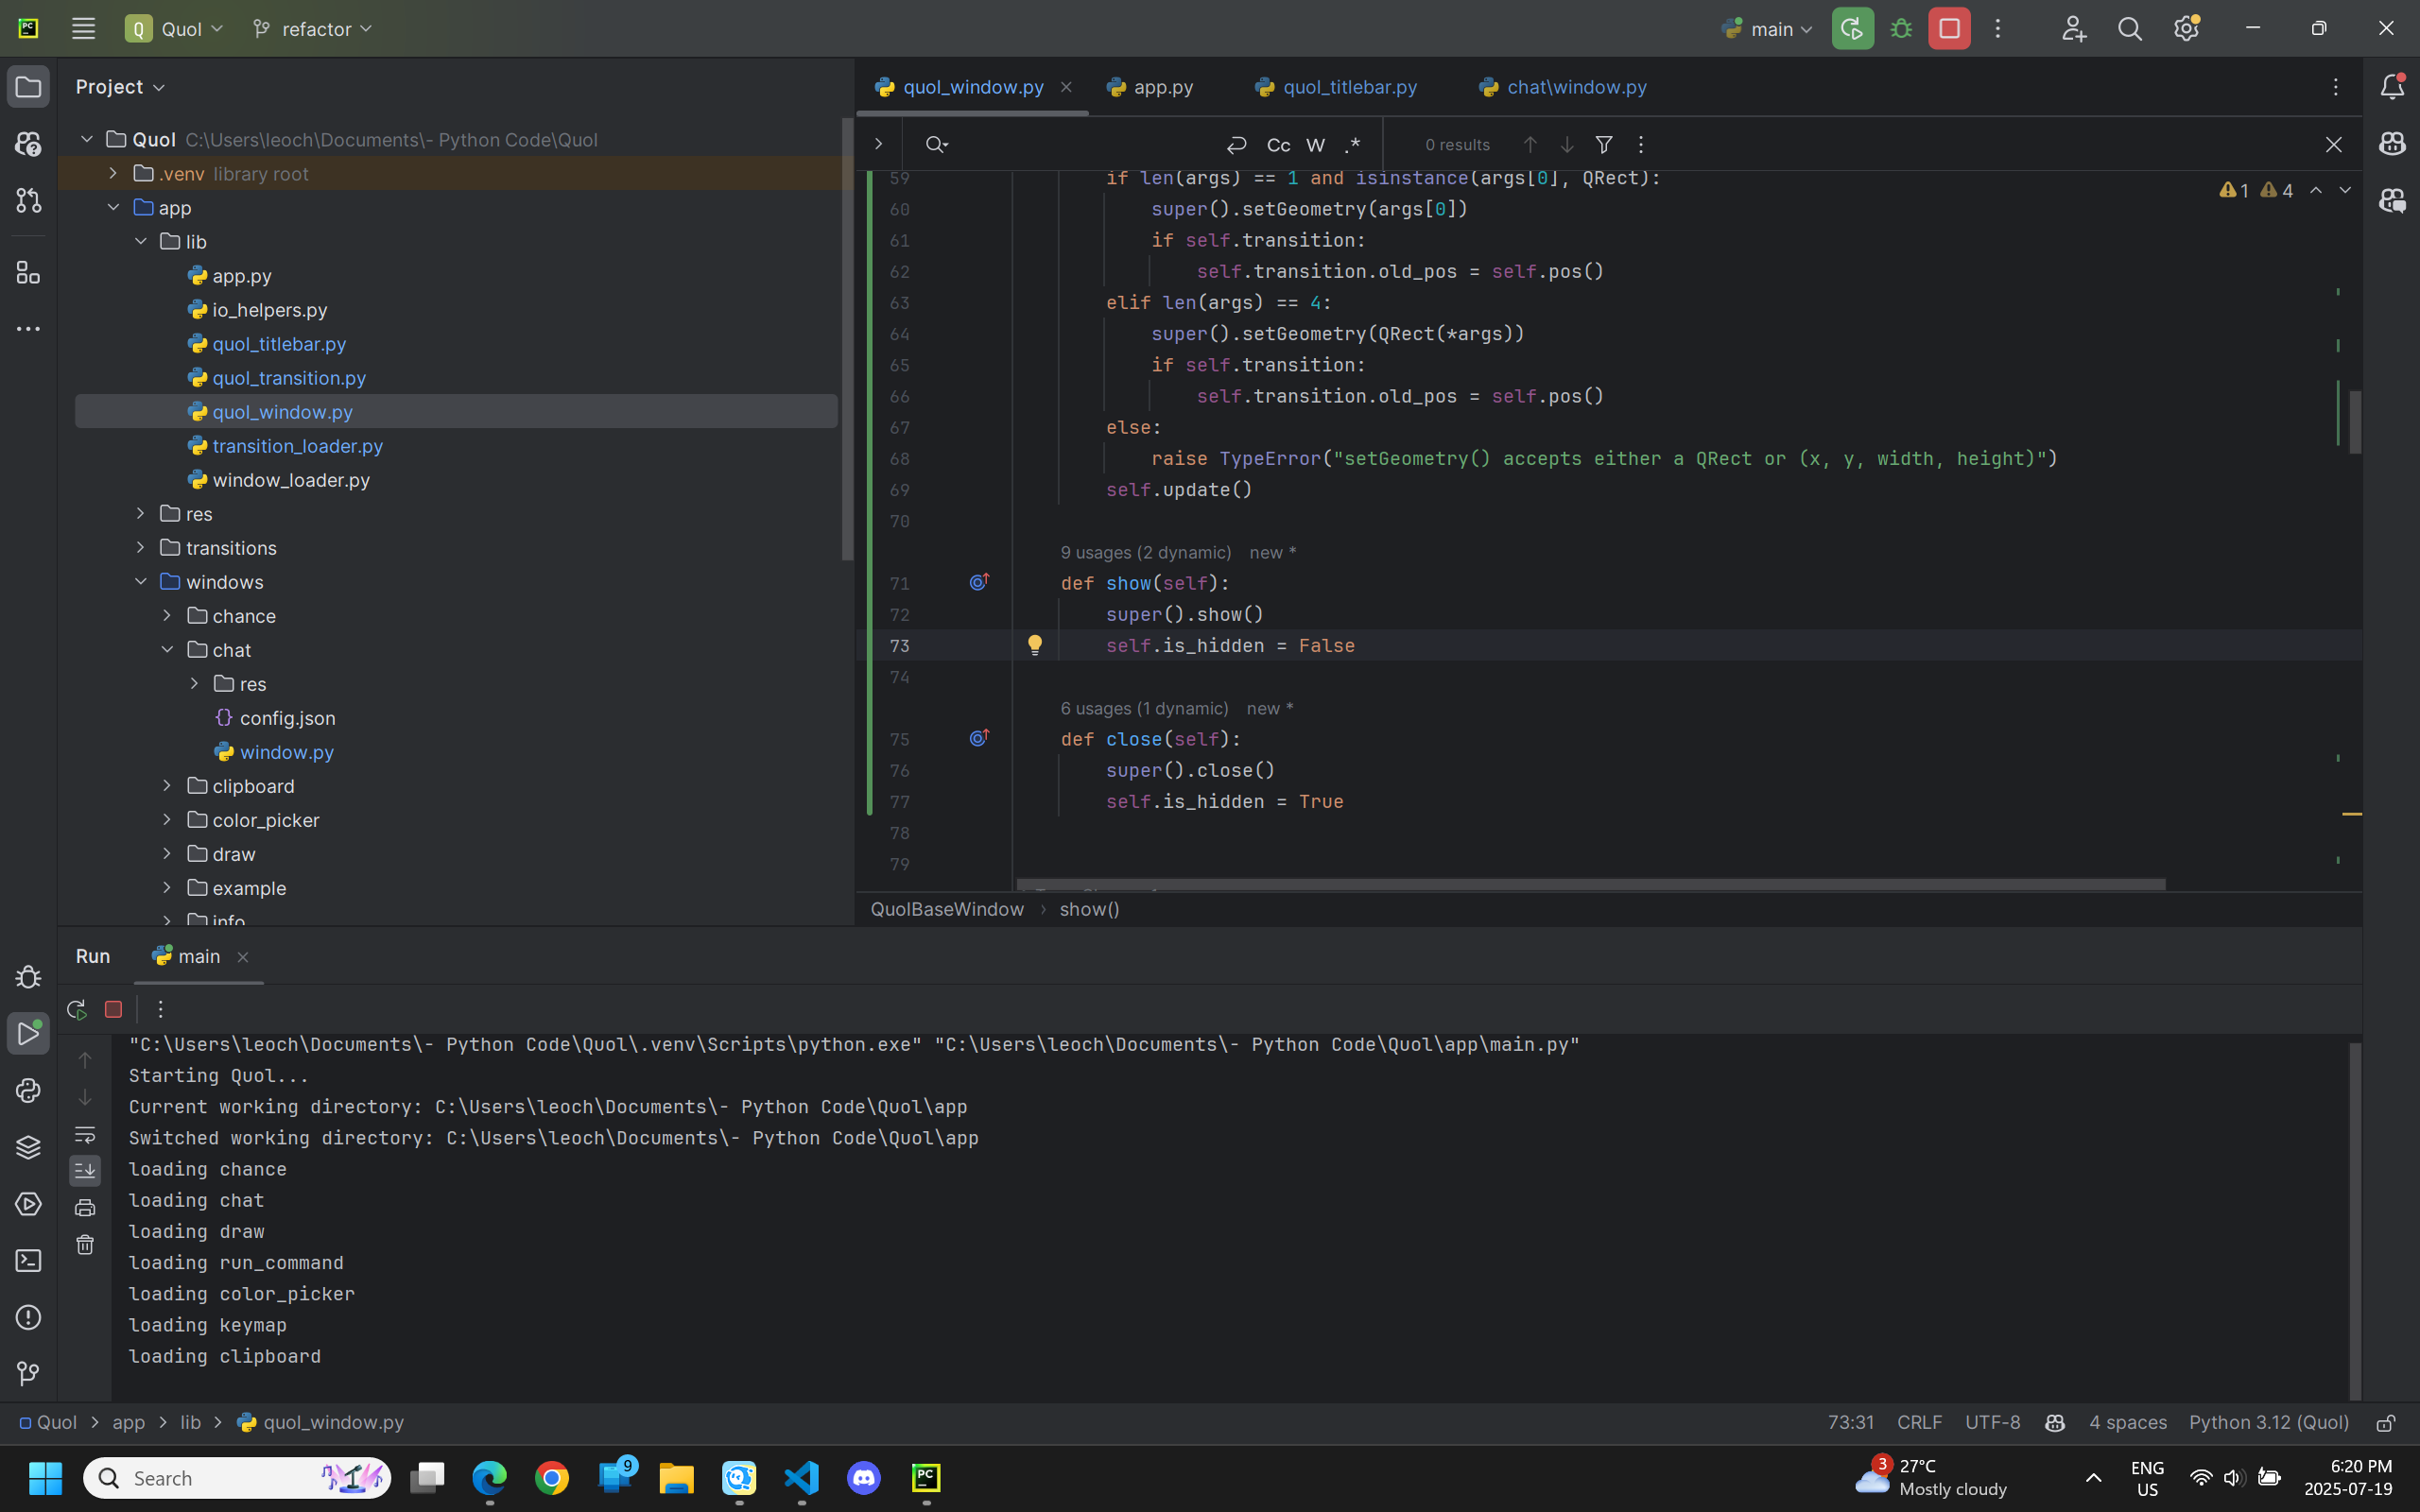 PC
Q Quol
refactor
main
Project
quol_window.py
app.py
quol_titlebar.py
chat\window.py
Cc W .*
0 results
Quol C:\Users\leoch\Documents\- Python Code\Quol
.venv library root
app
lib
app.py
io_helpers.py
quol_titlebar.py
quol_transition.py
quol_window.py
transition_loader.py
window_loader.py
res
transitions
windows
chance
chat
res
{} config.json
window.py
clipboard
color_picker
draw
example
info
1 4
59 if len(args) == 1 and isinstance(args[0], QRect):
60 super().setGeometry(args[0])
61 if self.transition:
62 self.transition.old_pos = self.pos()
63 elif len(args) == 4:
64 super().setGeometry(QRect(*args))
65 if self.transition:
66 self.transition.old_pos = self.pos()
67 else:
68 raise TypeError("setGeometry() accepts either a QRect or (x, y, width, height)")
69 self.update()
70
9 usages (2 dynamic) new *
71 def show(self):
72 super().show()
73 self.is_hidden = False
74
6 usages (1 dynamic) new *
75 def close(self):
76 super().close()
77 self.is_hidden = True
78
79
QuolBaseWindow › show()
Run
main
"C:\Users\leoch\Documents\- Python Code\Quol\.venv\Scripts\python.exe" "C:\Users\leoch\Documents\- Python Code\Quol\app\main.py"
Starting Quol...
Current working directory: C:\Users\leoch\Documents\- Python Code\Quol\app
Switched working directory: C:\Users\leoch\Documents\- Python Code\Quol\app
loading chance
loading chat
loading draw
loading run_command
loading color_picker
loading keymap
loading clipboard
Quol > app > lib > quol_window.py
73:31 CRLF UTF-8 4 spaces Python 3.12 (Quol)
Search
9
PC
3
27°C
Mostly cloudy
ENG
US
6:20 PM
2025-07-19